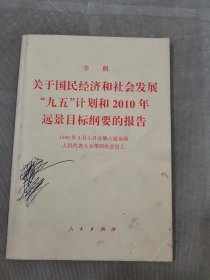 李 鹏
关于国民经济和社会发展
“九五”计划和2010年
远景目标纲要的报告
1996年3月5日在第八届全国
人民代表大会第四次会议上
人民出版社